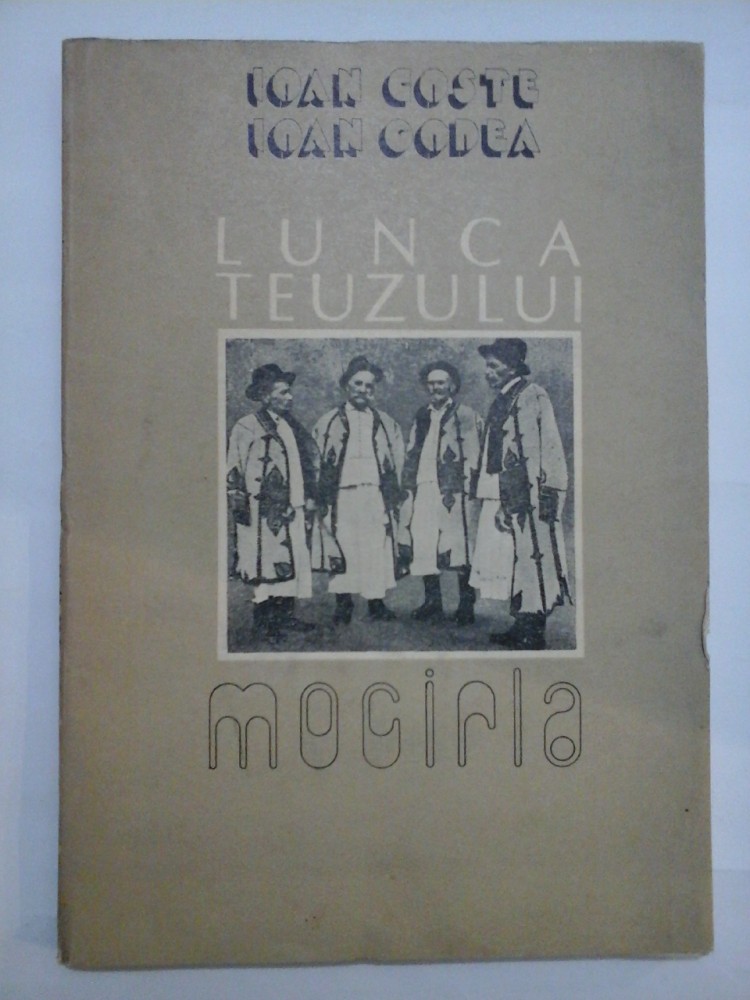 IOAN COSTE
IOAN CODEA
LUNCA
TEUZULUI
mocirla